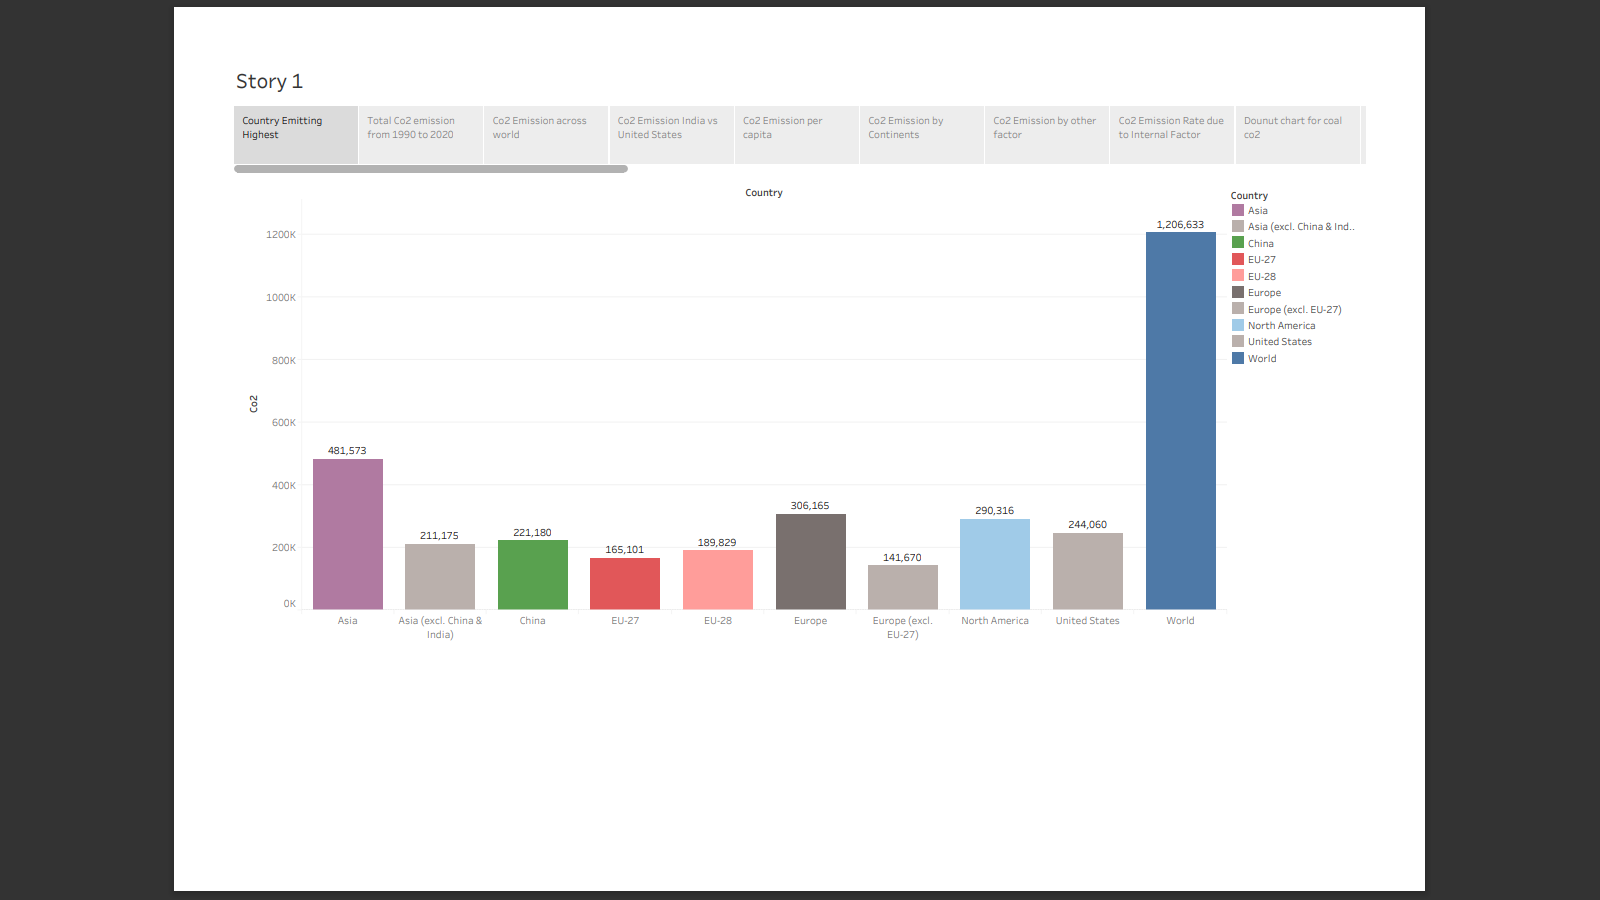 Story 1
Country Emitting
Highest
Total Co2 emission
from 1990 to 2020
Co2 Emission across
world
Co2 Emission India vs
United States
Co2 Emission per
capita
Co2 Emission by
Continents
Co2 Emission by other
factor
Co2 Emission Rate due
to Internal Factor
Dounut chart for coal
co2
Country
1200K
1000K
800K
600K
400K
200K
0K
Co2
481,573
211,175
221,180
165,101
189,829
306,165
141,670
290,316
244,060
1,206,633
Asia
Asia (excl. China &
India)
China
EU-27
EU-28
Europe
Europe (excl.
EU-27)
North America
United States
World
Country
Asia
Asia (excl. China & Ind..
China
EU-27
EU-28
Europe
Europe (excl. EU-27)
North America
United States
World